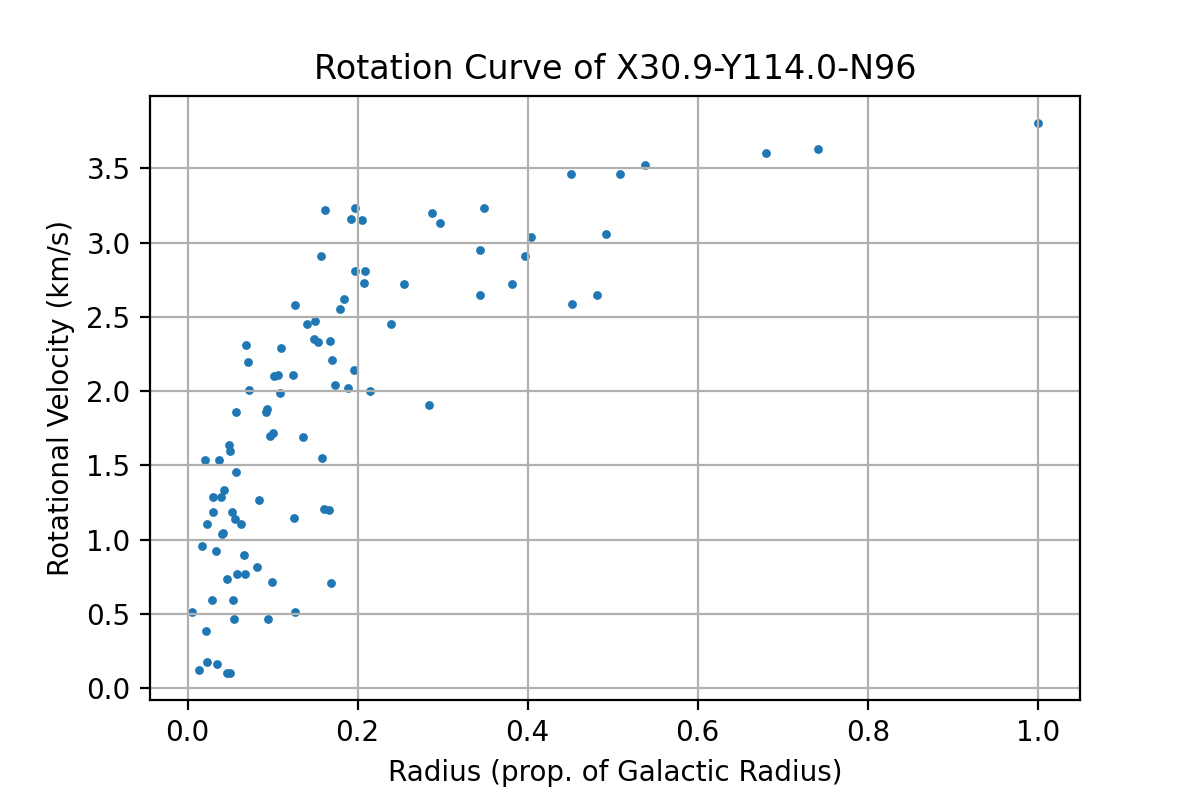 Rotation Curve of X30.9-Y114.0-N96
Rotational Velocity (km/s)
3.5
3.0
2.5
2.0
1.5
1.0
0.5
0.0
0.0 0.2 0.4 0.6 0.8 1.0
Radius (prop. of Galactic Radius)